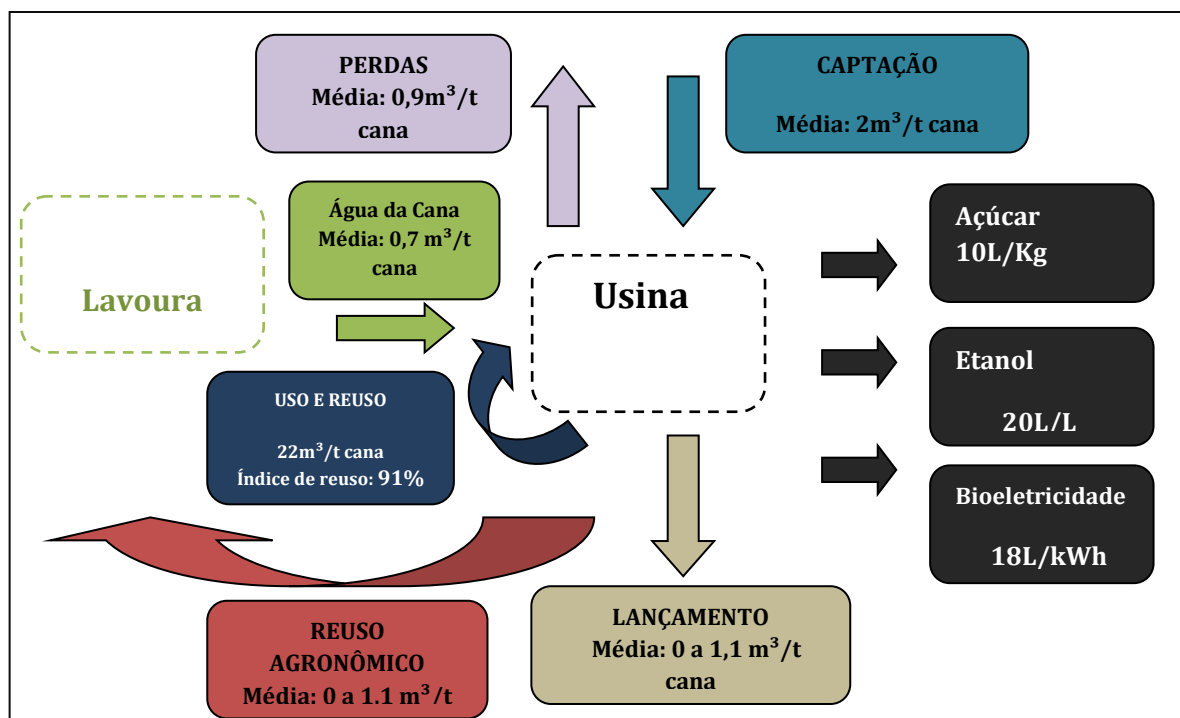 PERDAS
Média: 0,9m³/t
cana
CAPTAÇÃO
Média: 2m³/t cana
Água da Cana
Média: 0,7 m³/t
cana
Açúcar
10L/Kg
Lavoura
Usina
Etanol
20L/L
USO E REUSO
22m³/t cana
Índice de reuso: 91%
Bioeletricidade
18L/kWh
REUSO
AGRONÔMICO
Média: 0 a 1.1 m³/t
LANÇAMENTO
Média: 0 a 1,1 m³/t
cana